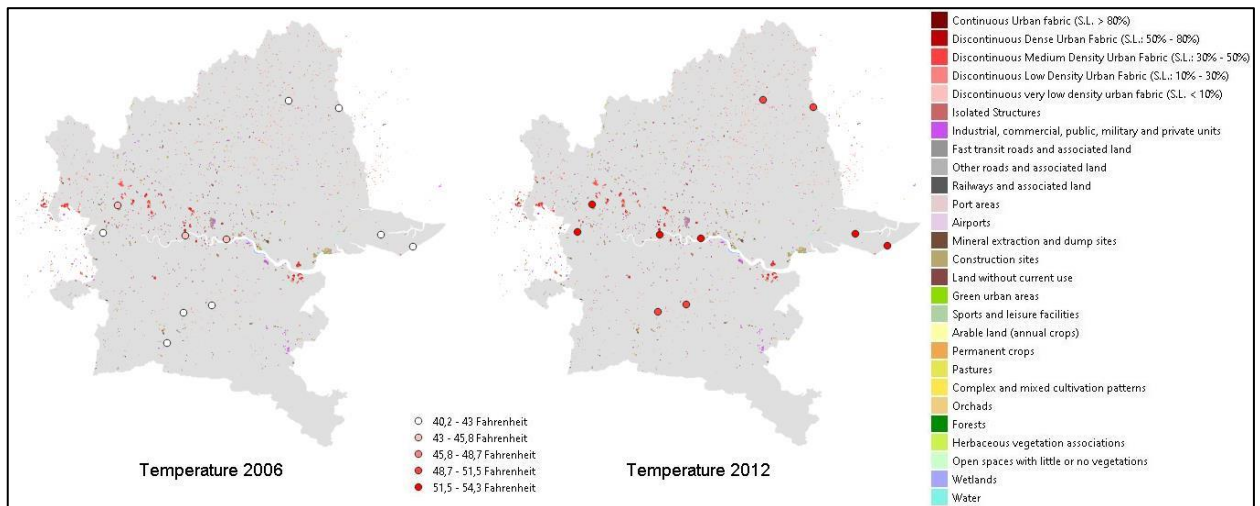 Temperature 2006
40,2 - 43 Fahrenheit
43 - 45,8 Fahrenheit
45,8 - 48,7 Fahrenheit
48,7 - 51,5 Fahrenheit
51,5 - 54,3 Fahrenheit
Temperature 2012
Continuous Urban fabric (S.L. > 80%)
Discontinuous Dense Urban Fabric (S.L.: 50% - 80%)
Discontinuous Medium Density Urban Fabric (S.L.: 30% - 50%)
Discontinuous Low Density Urban Fabric (S.L.: 10% - 30%)
Discontinuous very low density urban fabric (S.L. < 10%)
Isolated Structures
Industrial, commercial, public, military and private units
Fast transit roads and associated land
Other roads and associated land
Railways and associated land
Port areas
Airports
Mineral extraction and dump sites
Construction sites
Land without current use
Green urban areas
Sports and leisure facilities
Arable land (annual crops)
Permanent crops
Pastures
Complex and mixed cultivation patterns
Orchads
Forests
Herbaceous vegetation associations
Open spaces with little or no vegetations
Wetlands
Water